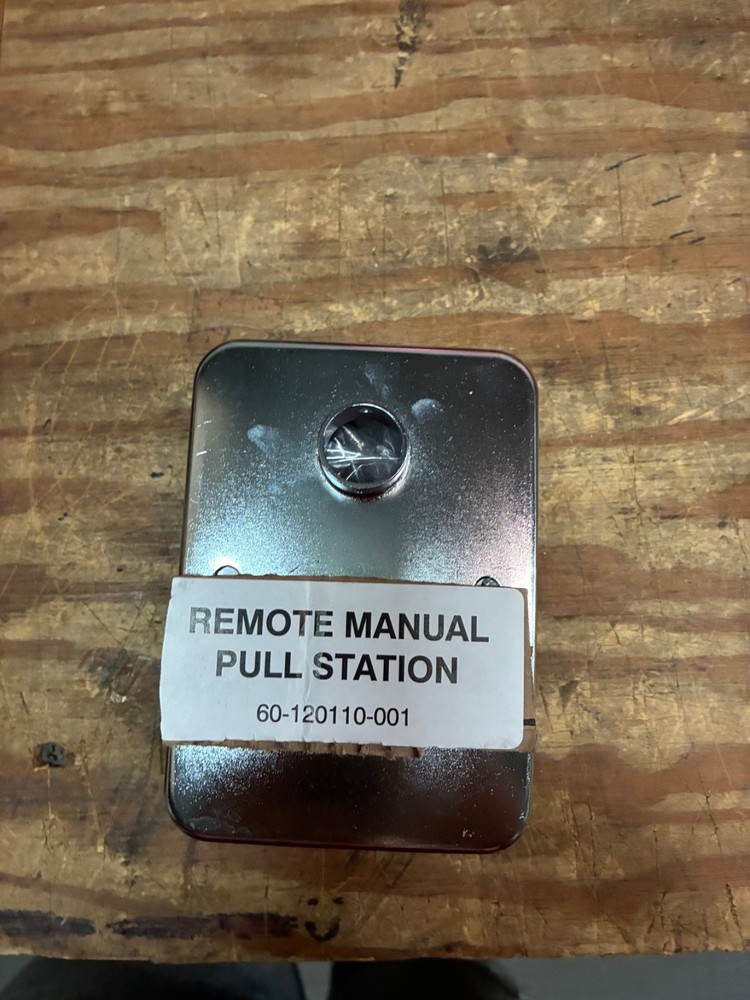 REMOTE MANUAL
PULL STATION
60-120110-001